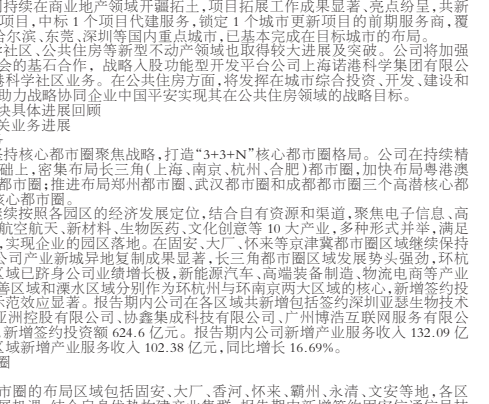 持续在商业地产领域开疆拓土,项目拓展工作成果显著、亮点纷呈,共新
项目,中标 1 个项目代建服务,锁定 1 个城市更新项目的前期服务商,覆
哈尔滨、东莞、深圳等国内重点城市,已基本完成在目标城市的布局。
学社区、公共住房等新型不动产领域也取得较大进展及突破。公司将加强
会的基石合作,战略入股功能型开发平台公司上海诺港科学集团有限公
港科学社区业务。在公共住房方面,将发挥在城市综合投资、开发、建设和
助力战略协同企业中国平安实现其在公共住房领域的战略目标。
块具体进展回顾
关业务进展
坚持核心都市圈聚焦战略,打造“3+3+N”核心都市圈格局。公司在持续精
础上,密集布局长三角(上海、南京、杭州、合肥)都市圈,加快布局粤港澳
都市圈;推进布局郑州都市圈、武汉都市圈和成都都市圈三个高潜核心都
核心都市圈。
继续按照各园区的经济发展定位,结合自有资源和渠道,聚焦电子信息、高
航空航天、新材料、生物医药、文化创意等 10 大产业,多种形式并举,满足
,实现企业的园区落地。在固安、大厂、怀来等京津冀都市圈区域继续保持
公司产业新城异地复制成果显著,长三角都市圈区域发展势头强劲,环杭
区域已跻身公司业绩增长极,新能源汽车、高端装备制造、物流电商等产业
善区域和溧水区域分别作为环杭州与环南京两大区域的核心,新增签约投
示范效应显著。报告期内公司在各区域共新增包括签约深圳亚瑟生物技术
亚洲控股有限公司、协鑫集成科技有限公司、广州博浩互联网服务有限公
,新增签约投资额 624.6 亿元。报告期内公司新增产业服务收入 132.09 亿
区域新增产业服务收入 102.38 亿元,同比增长 16.69%。
圈
市圈的布局区域包括固安、大厂、香河、怀来、霸州、永清、文安等地,各区